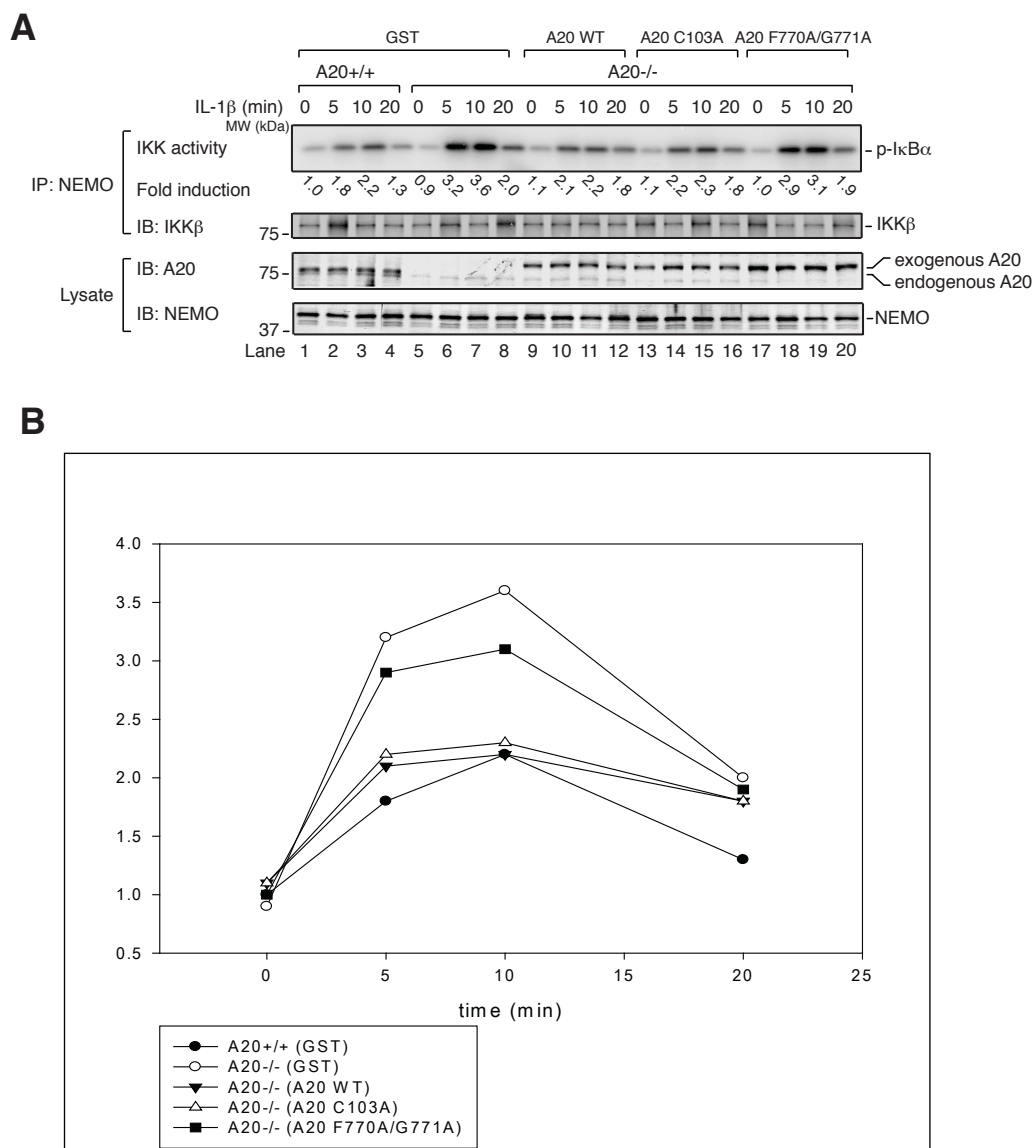 A
GST A20 WT A20 C103A A20 F770A/G771A
A20+/+ A20-/-
IL-1β (min) 0 5 10 20 0 5 10 20 0 5 10 20 0 5 10 20 0 5 10 20
MW (kDa)
IP: NEMO
IKK activity p-IκBα
Fold induction 1.0 1.8 2.2 1.3 0.9 3.2 3.6 2.0 1.1 2.1 2.2 1.8 1.1 2.2 2.3 1.8 1.0 2.9 3.1 1.9
IB: IKKβ 75 IKKβ
Lysate
IB: A20 75 exogenous A20
endogenous A20
IB: NEMO 37 NEMO
Lane 1 2 3 4 5 6 7 8 9 10 11 12 13 14 15 16 17 18 19 20
B
4.0
3.5
3.0
2.5
2.0
1.5
1.0
0.5
0 5 10 15 20 25
time (min)
A20+/+ (GST)
A20-/- (GST)
A20-/- (A20 WT)
A20-/- (A20 C103A)
A20-/- (A20 F770A/G771A)